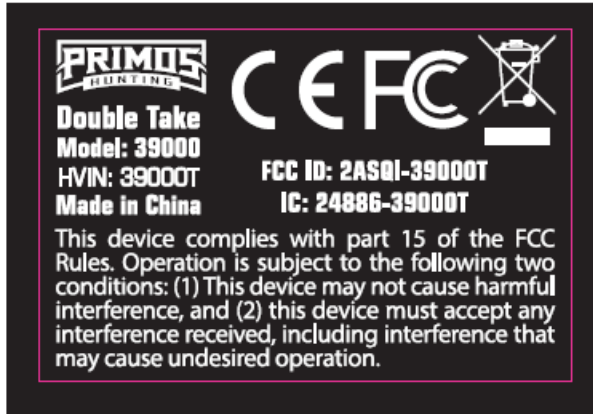 PRIMOS
HUNTING
Double Take
Model: 39000
HVIN: 39000T
Made in China
CE FC
FCC ID: 2ASQI-39000T
IC: 24886-39000T
This device complies with part 15 of the FCC
Rules. Operation is subject to the following two
conditions: (1) This device may not cause harmful
interference, and (2) this device must accept any
interference received, including interference that
may cause undesired operation.